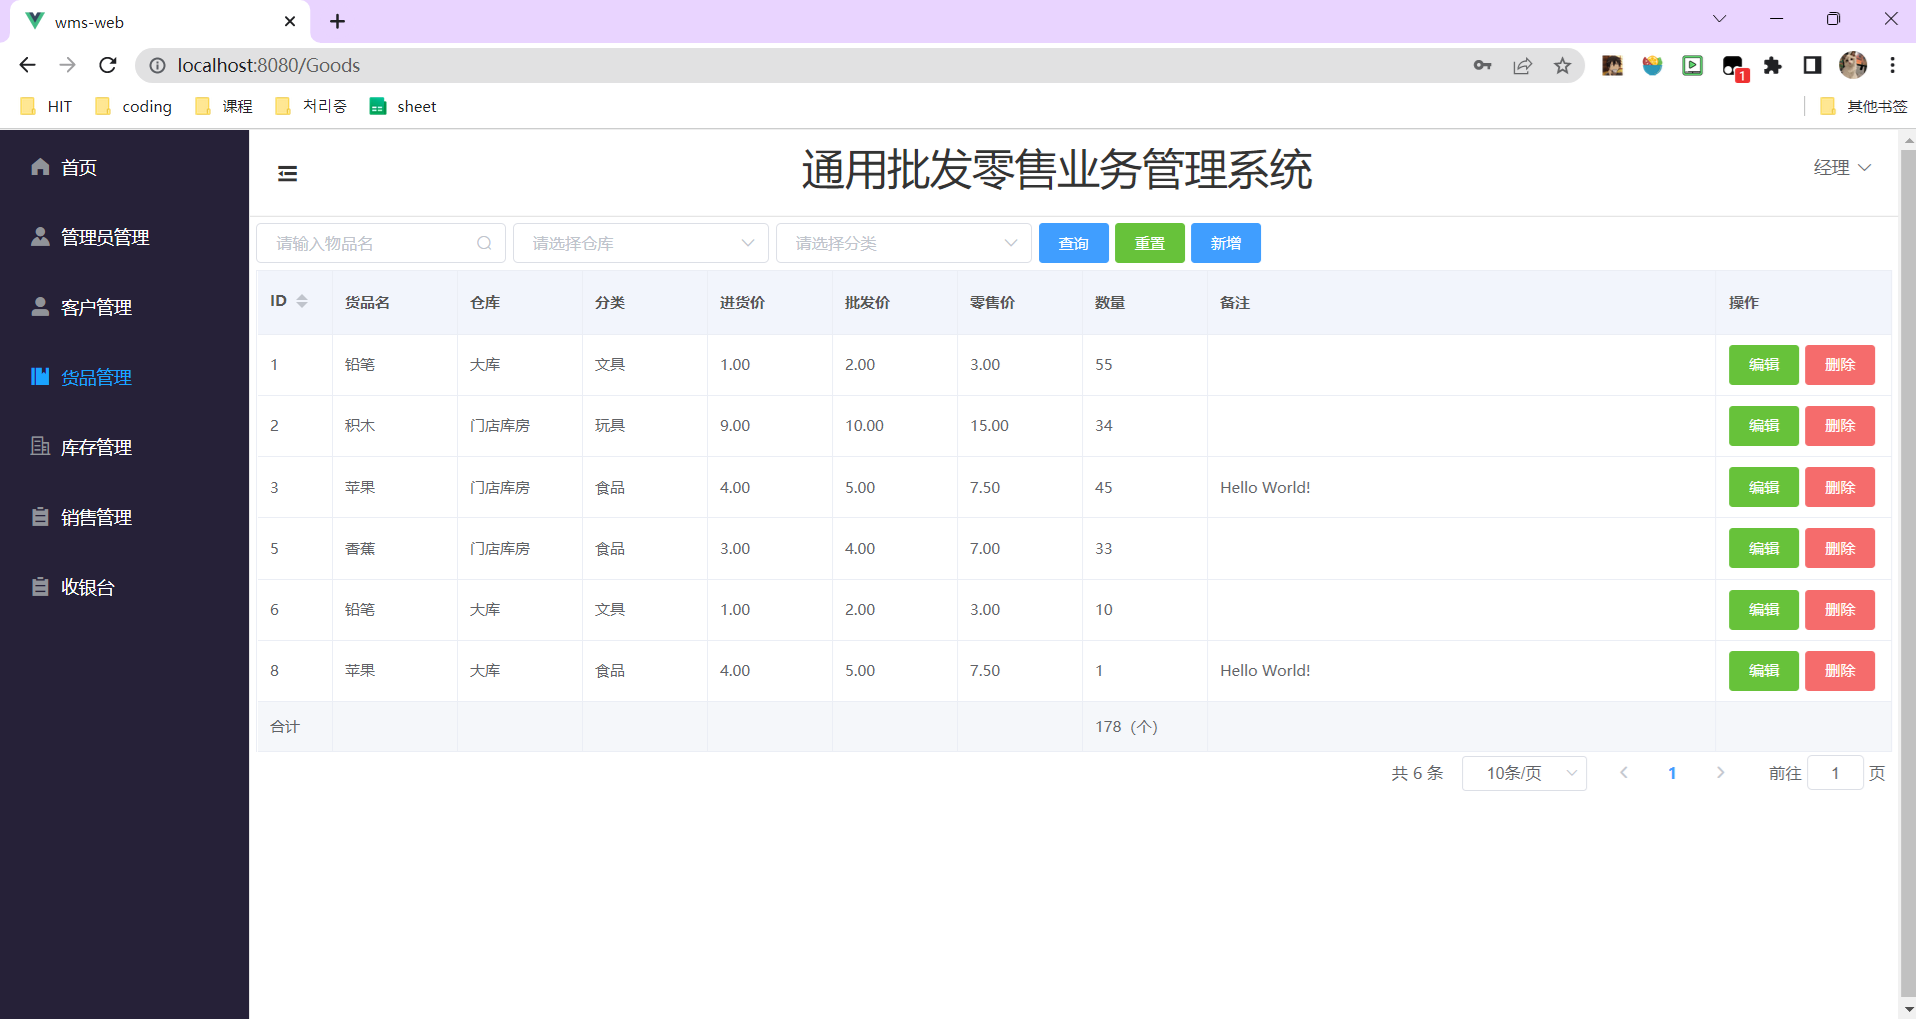 wms-web
localhost:8080/Goods
1
HIT coding 课程 처리중 sheet 其他书签
首页
管理员管理
客户管理
货品管理
库存管理
销售管理
收银台
通用批发零售业务管理系统
经理
请输入物品名 请选择仓库 请选择分类 查询 重置 新增
ID 货品名 仓库 分类 进货价 批发价 零售价 数量 备注 操作
1 铅笔 大库 文具 1.00 2.00 3.00 55 编辑 删除
2 积木 门店库房 玩具 9.00 10.00 15.00 34 编辑 删除
3 苹果 门店库房 食品 4.00 5.00 7.50 45 Hello World! 编辑 删除
5 香蕉 门店库房 食品 3.00 4.00 7.00 33 编辑 删除
6 铅笔 大库 文具 1.00 2.00 3.00 10 编辑 删除
8 苹果 大库 食品 4.00 5.00 7.50 1 Hello World! 编辑 删除
合计 178（个）
共 6 条 10条/页 1 前往 1 页